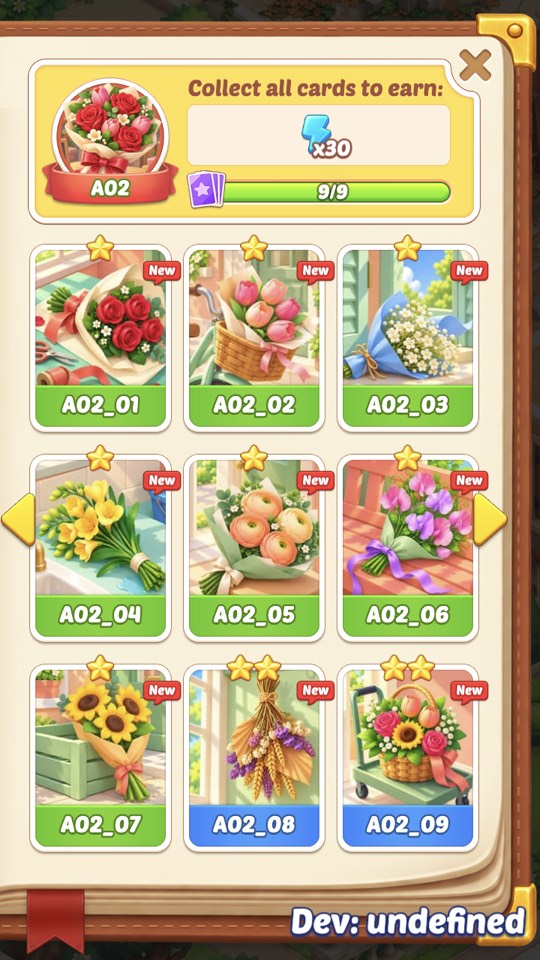 Collect all cards to earn:
x30
A02
9/9
New
New
New
A02_01
A02_02
A02_03
New
New
New
A02_04
A02_05
A02_06
New
New
New
A02_07
A02_08
A02_09
Dev: undefined